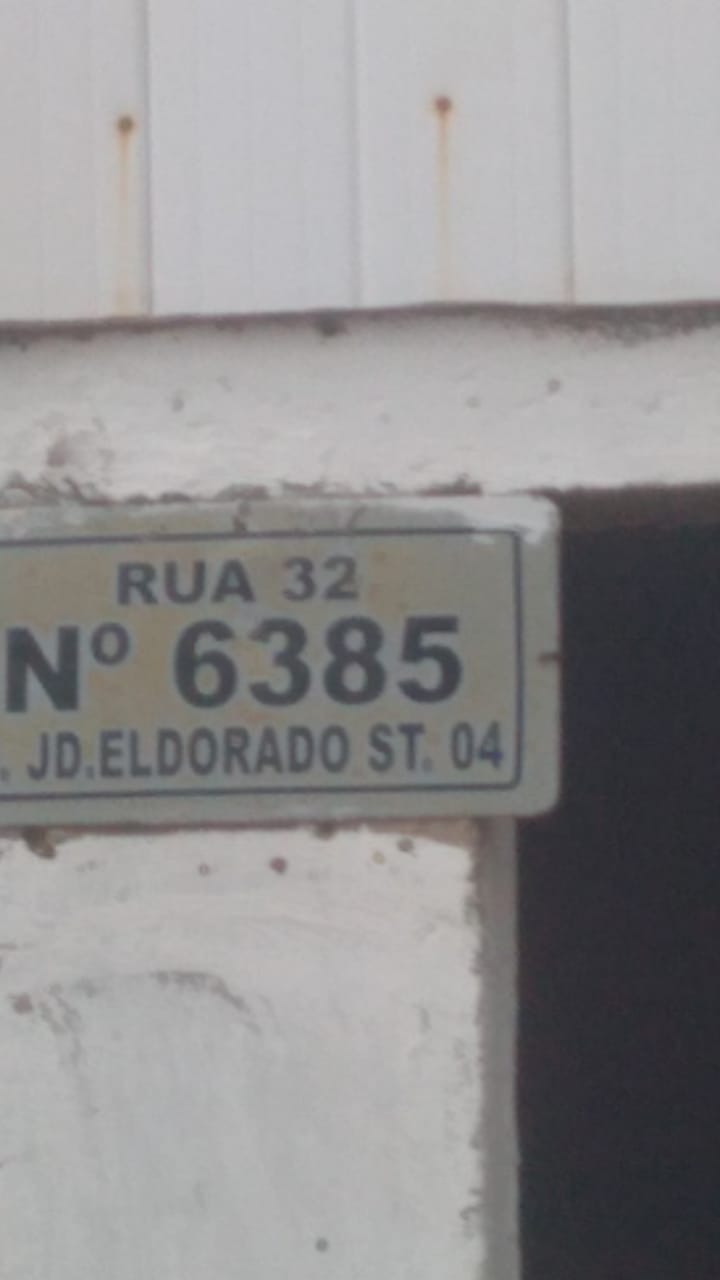 RUA 32
Nº 6385
. JD.ELDORADO ST. 04